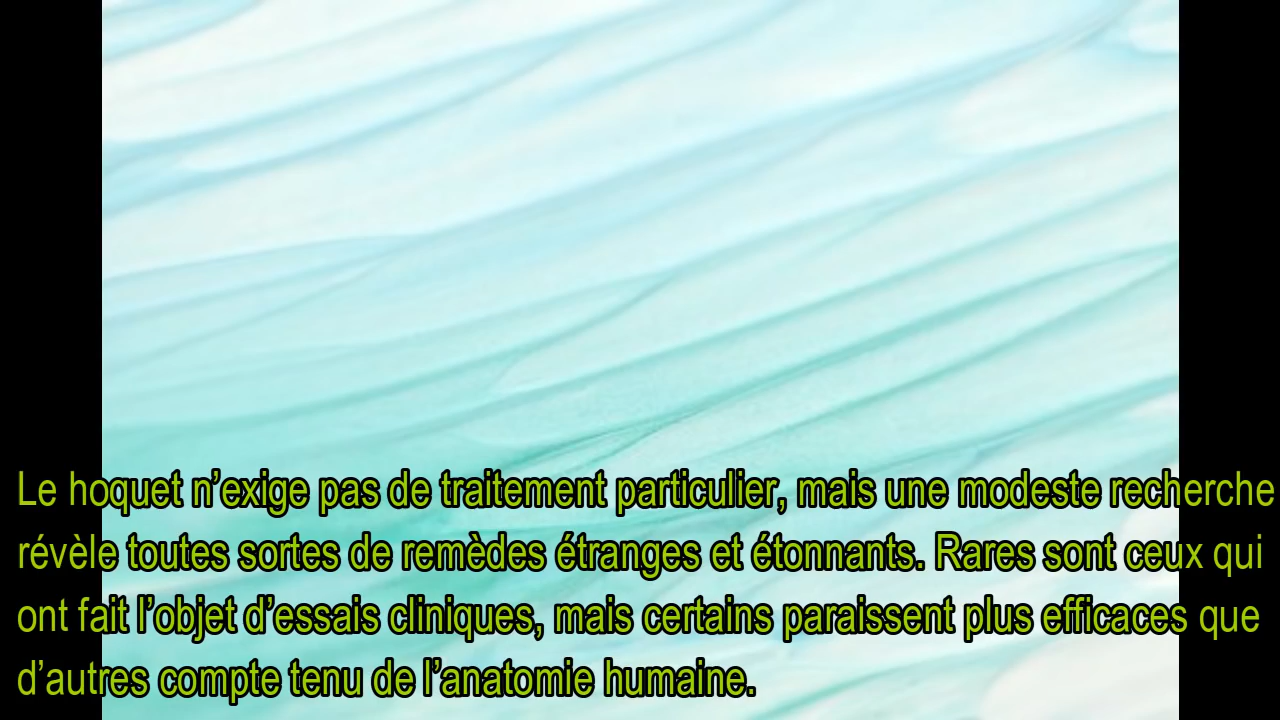 Le hoquet n’exige pas de traitement particulier, mais une modeste recherche
révèle toutes sortes de remèdes étranges et étonnants. Rares sont ceux qui
ont fait l’objet d’essais cliniques, mais certains paraissent plus efficaces que
d’autres compte tenu de l’anatomie humaine.